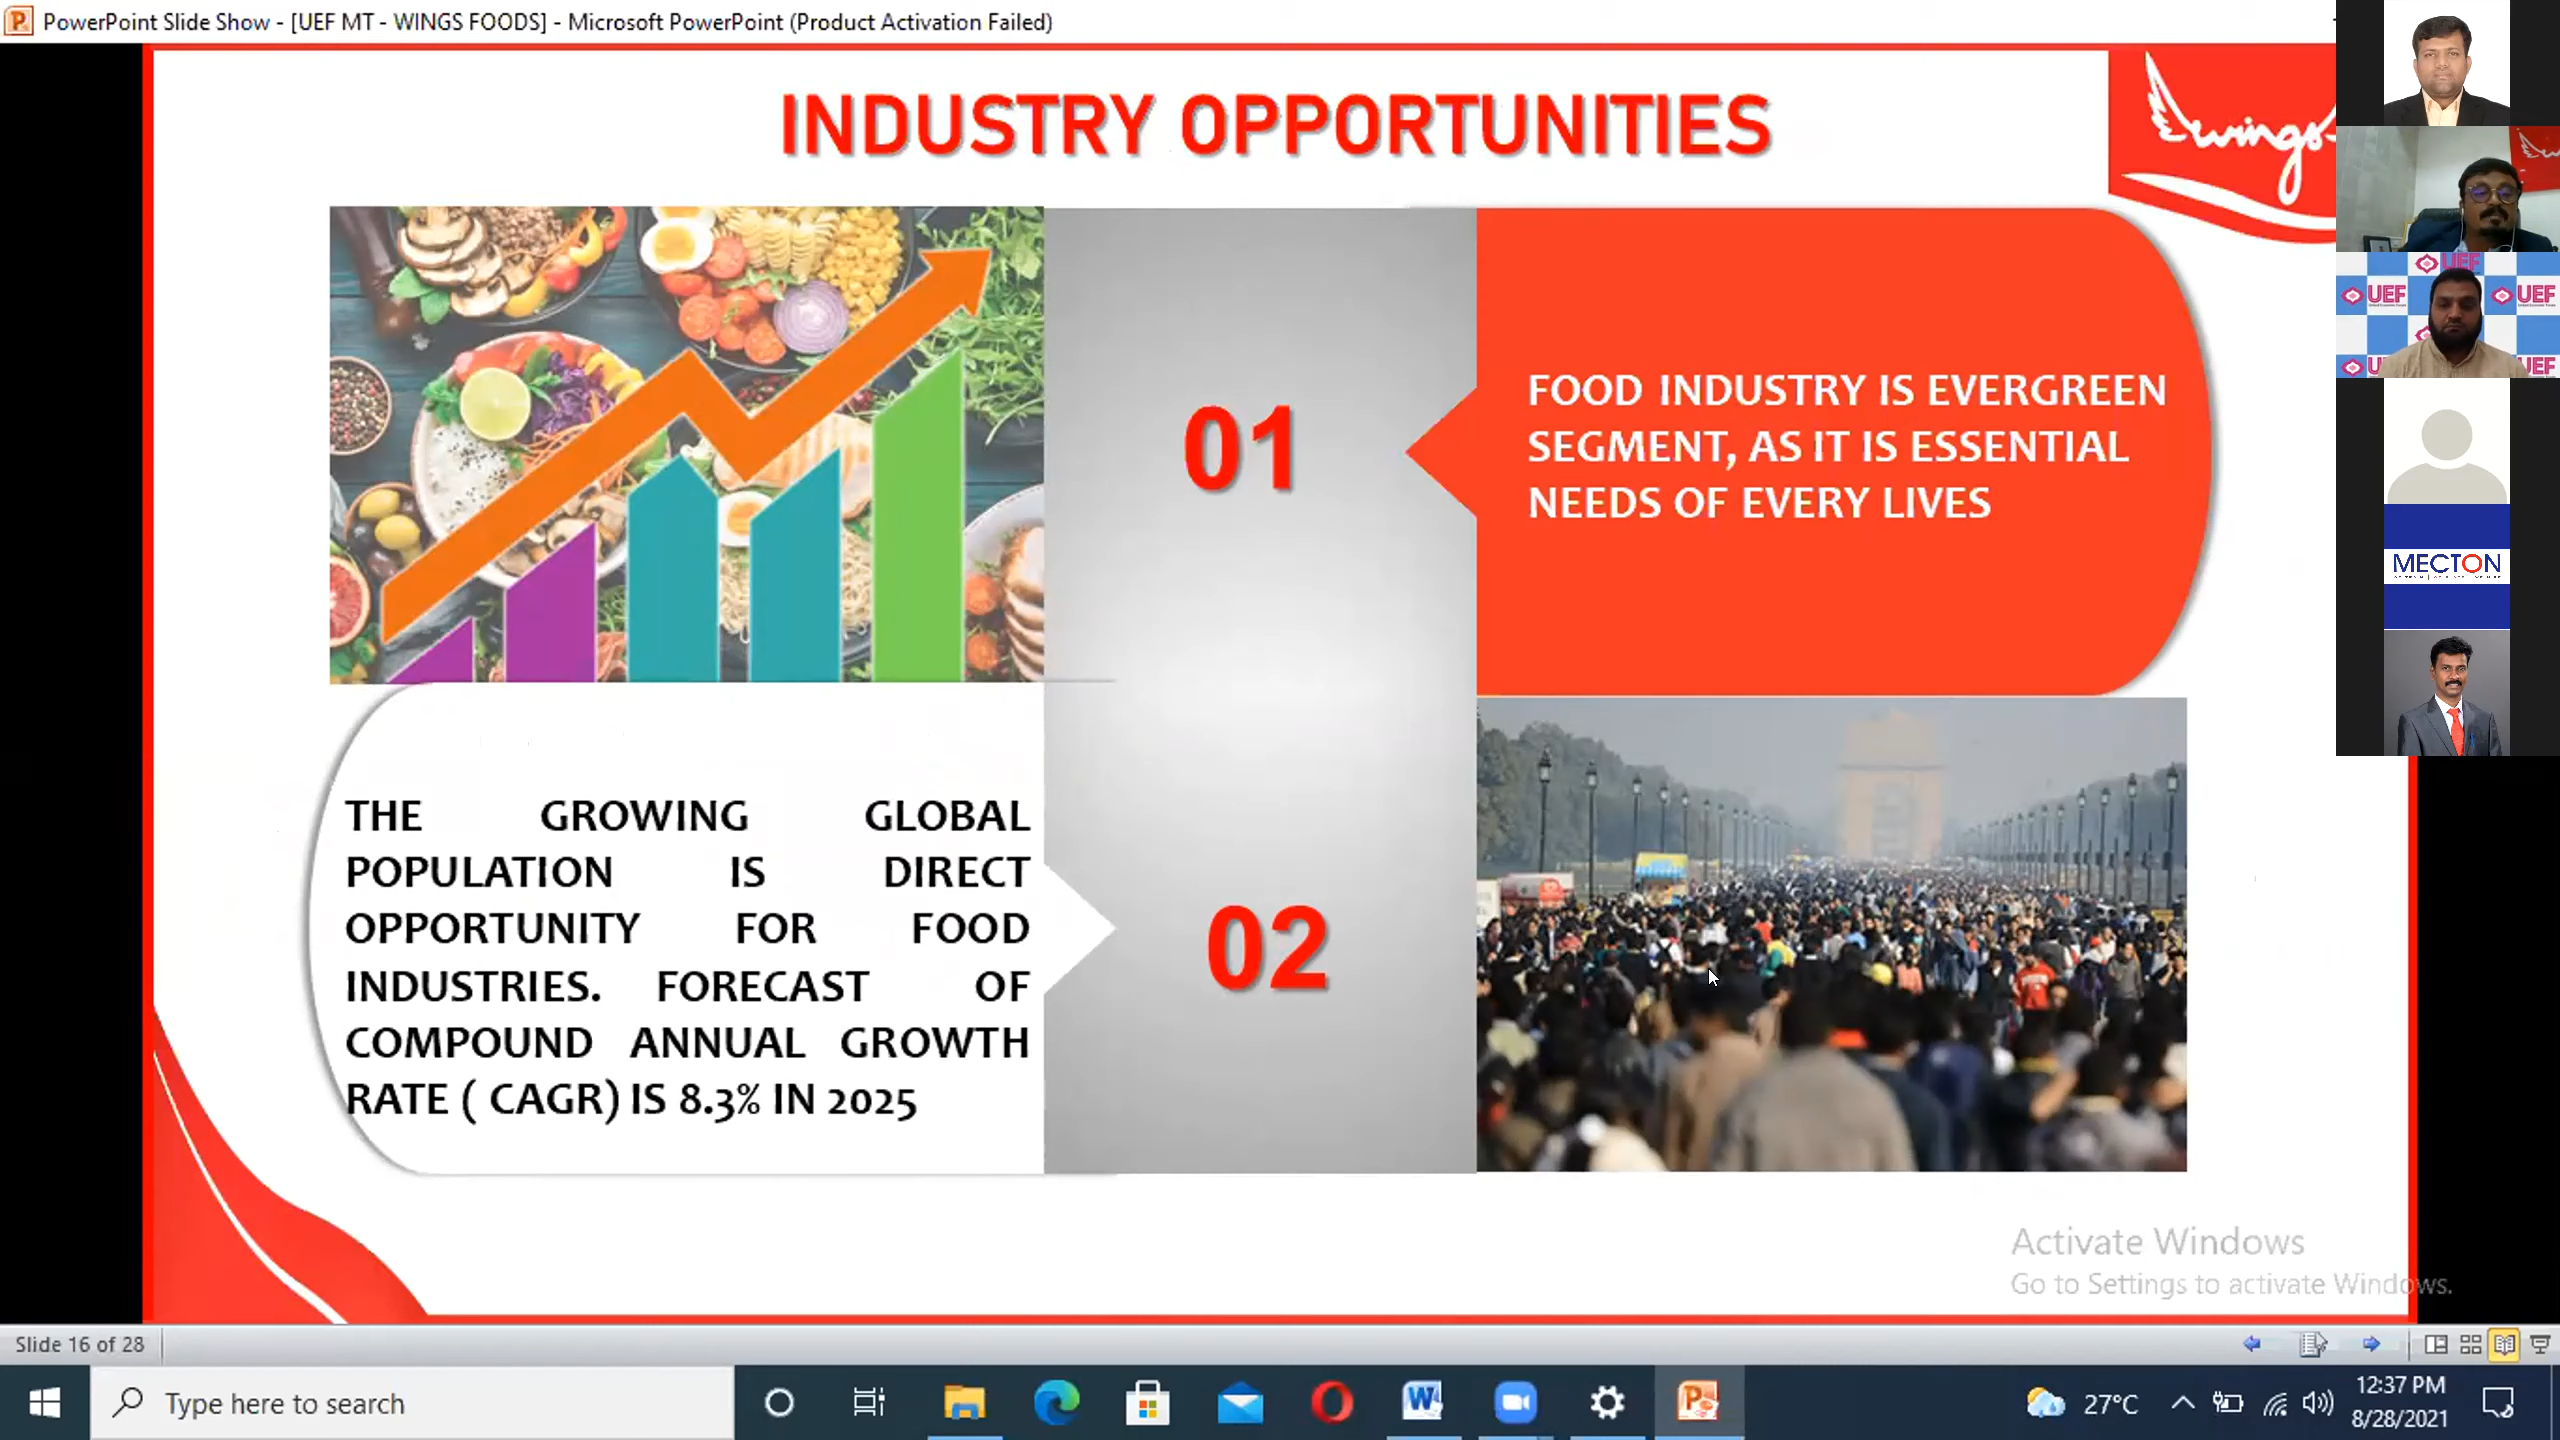 PowerPoint Slide Show - [UEF MT - WINGS FOODS] - Microsoft PowerPoint (Product Activation Failed)
INDUSTRY OPPORTUNITIES
wings
01
FOOD INDUSTRY IS EVERGREEN
SEGMENT, AS IT IS ESSENTIAL
NEEDS OF EVERY LIVES
THE GROWING GLOBAL
POPULATION IS DIRECT
OPPORTUNITY FOR FOOD
INDUSTRIES. FORECAST OF
COMPOUND ANNUAL GROWTH
RATE ( CAGR) IS 8.3% IN 2025
02
UEF
UEF
UEF
UEF
MECTON
Activate Windows
Go to Settings to activate Windows.
Slide 16 of 28
Type here to search
27°C
12:37 PM
8/28/2021